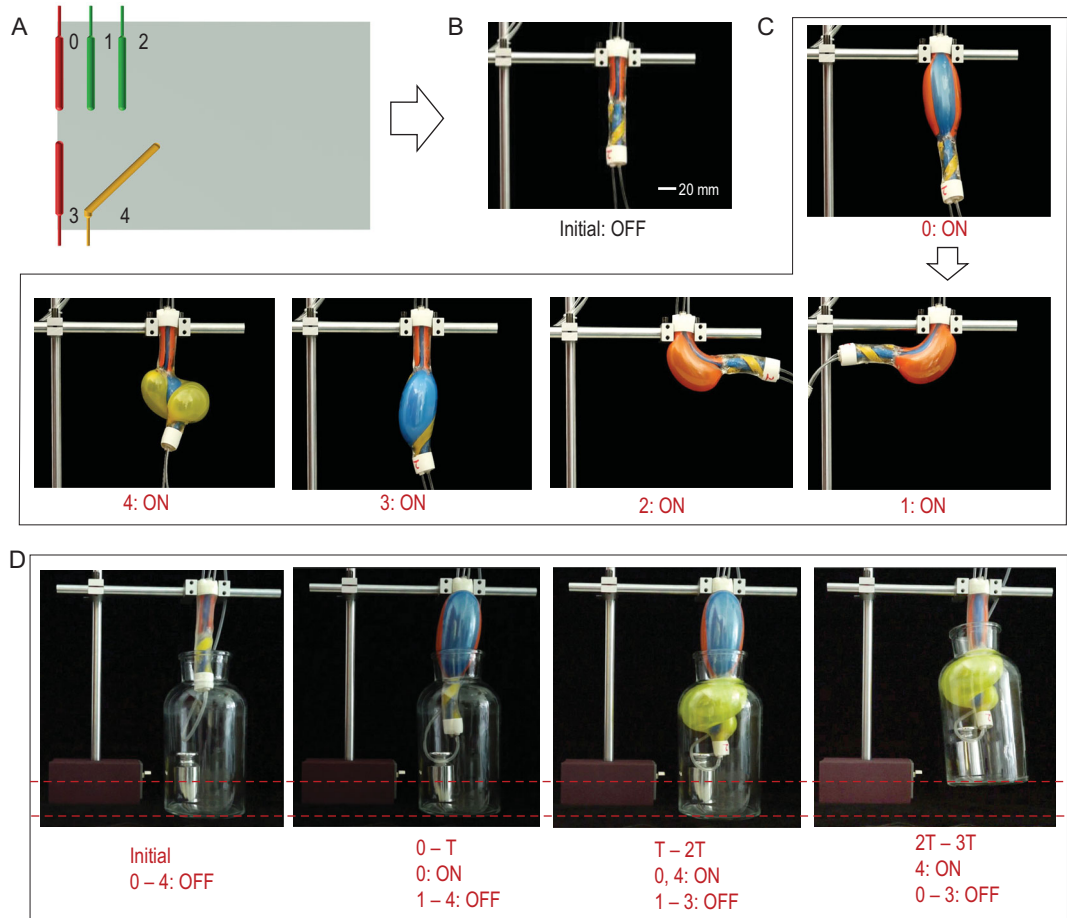 A
0
1
2
3
4
B
20 mm
Initial: OFF
C
0: ON
4: ON
3: ON
2: ON
1: ON
D
Initial
0 – 4: OFF
0 – T
0: ON
1 – 4: OFF
T – 2T
0, 4: ON
1 – 3: OFF
2T – 3T
4: ON
0 – 3: OFF